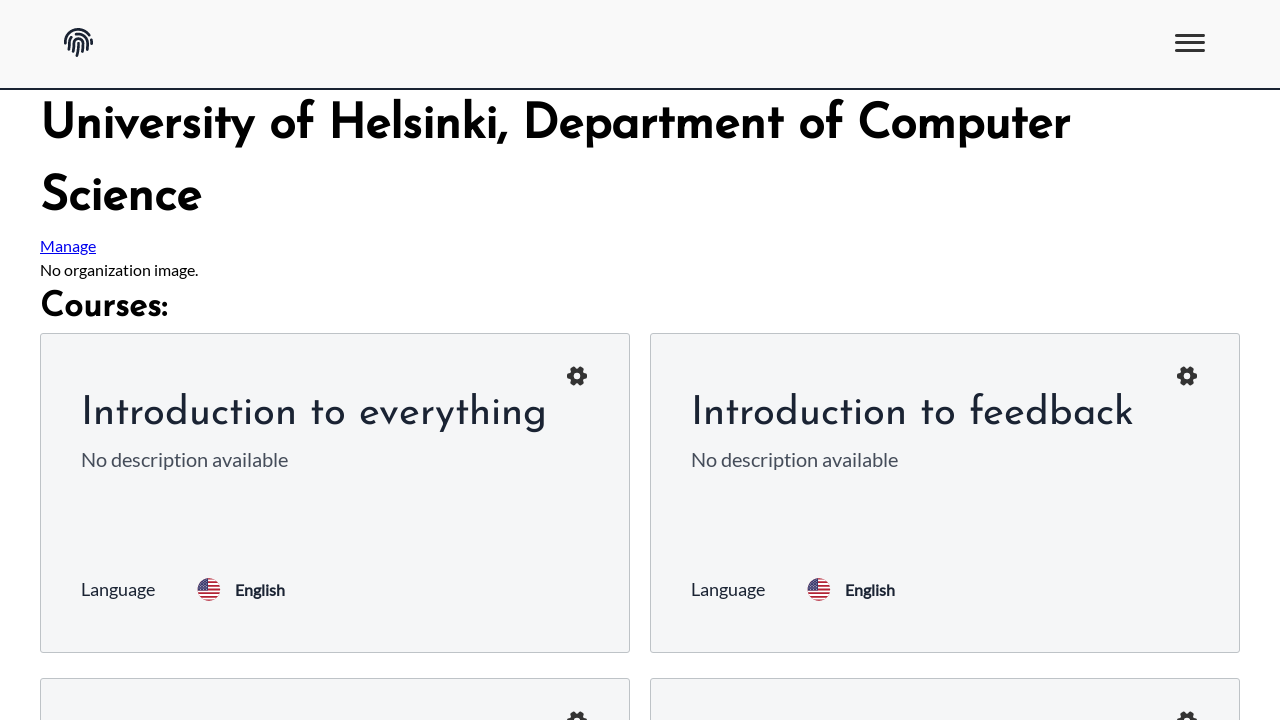 University of Helsinki, Department of Computer
Science
Manage
No organization image.
Courses:
Introduction to everything
No description available
Language
English
Introduction to feedback
No description available
Language
English